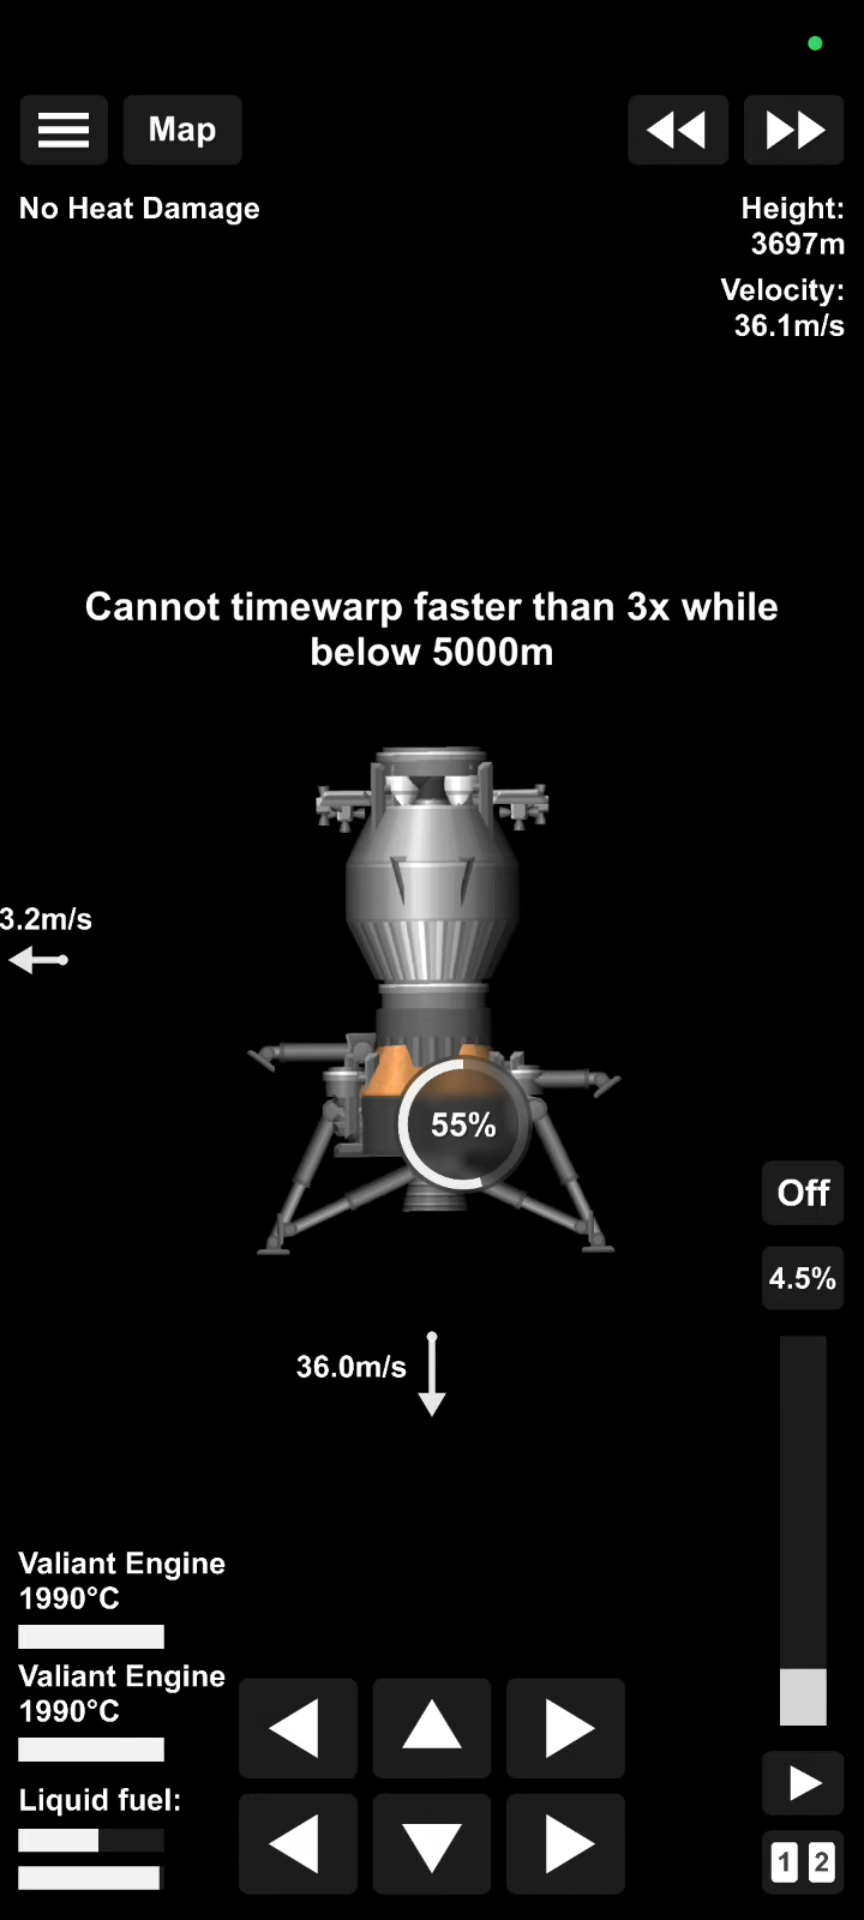 Map
No Heat Damage
Height:
3697m
Velocity:
36.1m/s
Cannot timewarp faster than 3x while
below 5000m
3.2m/s
55%
Off
4.5%
36.0m/s
Valiant Engine
1990°C
Valiant Engine
1990°C
Liquid fuel:
1 2